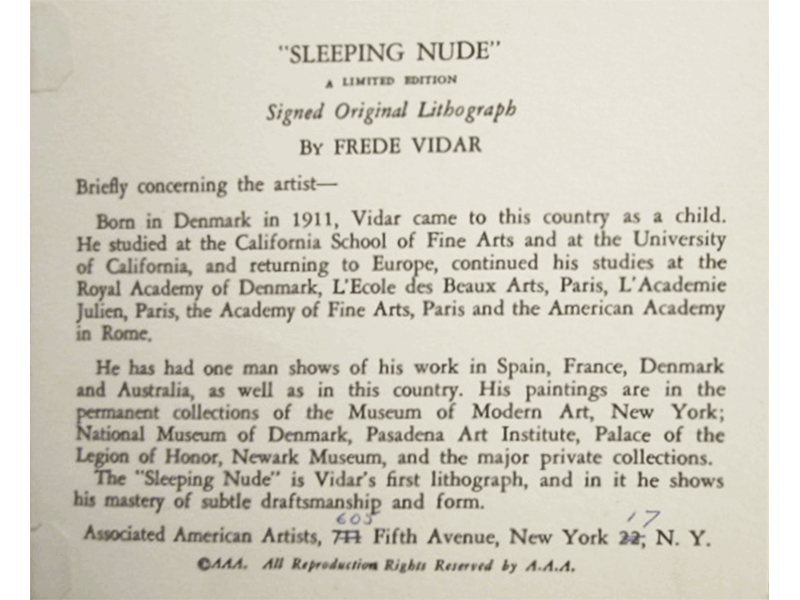 "SLEEPING NUDE"
A LIMITED EDITION
Signed Original Lithograph
BY FREDE VIDAR
Briefly concerning the artist—
Born in Denmark in 1911, Vidar came to this country as a child.
He studied at the California School of Fine Arts and at the University
of California, and returning to Europe, continued his studies at the
Royal Academy of Denmark, L'Ecole des Beaux Arts, Paris, L'Academie
Julien, Paris, the Academy of Fine Arts, Paris and the American Academy
in Rome.
He has had one man shows of his work in Spain, France, Denmark
and Australia, as well as in this country. His paintings are in the
permanent collections of the Museum of Modern Art, New York;
National Museum of Denmark, Pasadena Art Institute, Palace of the
Legion of Honor, Newark Museum, and the major private collections.
The "Sleeping Nude" is Vidar's first lithograph, and in it he shows
his mastery of subtle draftsmanship and form.
605 17
Associated American Artists, 711 Fifth Avenue, New York 22, N. Y.
©AAA. All Reproduction Rights Reserved by A.A.A.